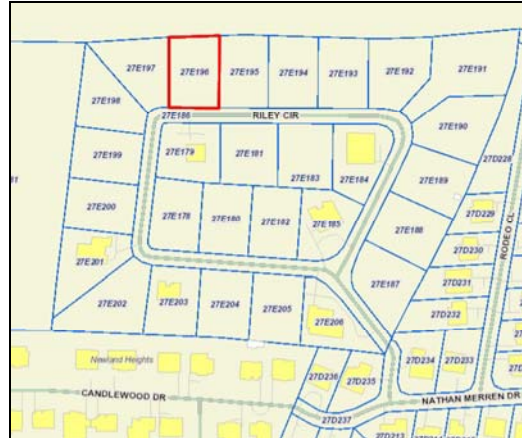 27E197
27E196
27E195
27E194
27E193
27E192
27E191
27E198
27E186
RILEY CIR
27E190
27E199
27E179
27E181
27E183
27E184
27E189
27D228
27E200
27E178
27E180
27E182
27E185
27E188
27D229
27D230
RODEO CL
27E201
27E187
27D231
27E202
27E203
27E204
27E205
27E206
27D232
Newland Heights
27D236
27D235
27D234
27D233
CANDLEWOOD DR
27D237
NATHAN MERREN DR
27D213